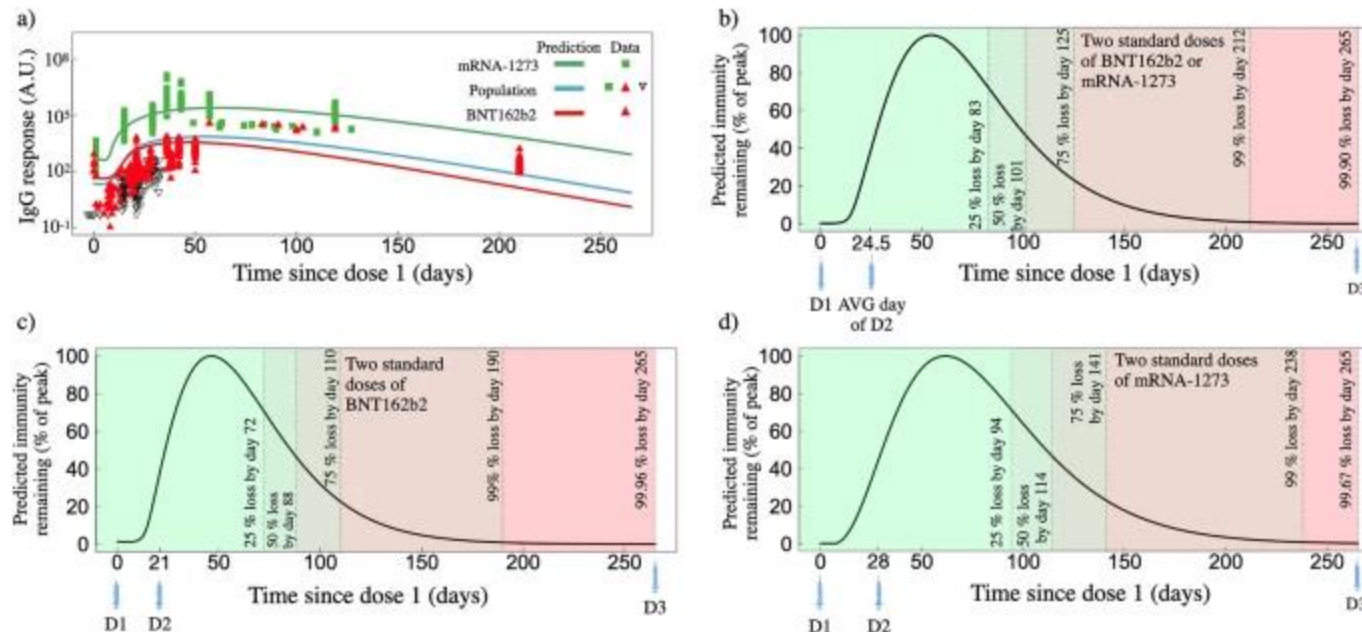 a)
IgG response (A.U.)
10⁸
10⁵
10²
10⁻¹
Prediction Data
mRNA-1273
Population
BNT162b2
0 50 100 150 200 250
Time since dose 1 (days)
b)
Predicted immunity
remaining (% of peak)
100
80
60
40
20
0
25 % loss by day 83
50 % loss
by day 101
75 % loss by day 125
Two standard doses
of BNT162b2 or
mRNA-1273
99 % loss by day 212
99.90 % loss by day 265
0 24.5 50 100 150 200 250
Time since dose 1 (days)
D1 AVG day
of D2
D3
c)
Predicted immunity
remaining (% of peak)
100
80
60
40
20
0
25 % loss by day 72
50 % loss
by day 88
75 % loss by day 110
Two standard
doses of
BNT162b2
99% % loss by day 190
99.96 % loss by day 265
0 21 50 100 150 200 250
Time since dose 1 (days)
D1 D2 D3
d)
Predicted immunity
remaining (% of peak)
100
80
60
40
20
0
25 % loss by day 94
50 % loss
by day 114
75 % loss
by day 141
Two standard doses
of mRNA-1273
99 % loss by day 238
99.67 % loss by day 265
0 28 50 100 150 200 250
Time since dose 1 (days)
D1 D2 D3